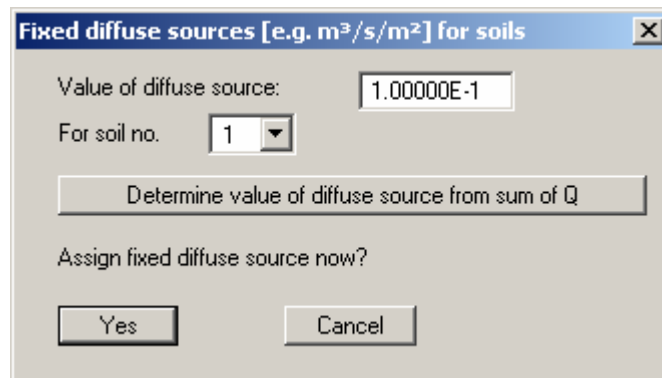 Fixed diffuse sources [e.g. m³/s/m²] for soils
Value of diffuse source: 1.00000E-1
For soil no. 1
Determine value of diffuse source from sum of Q
Assign fixed diffuse source now?
Yes Cancel